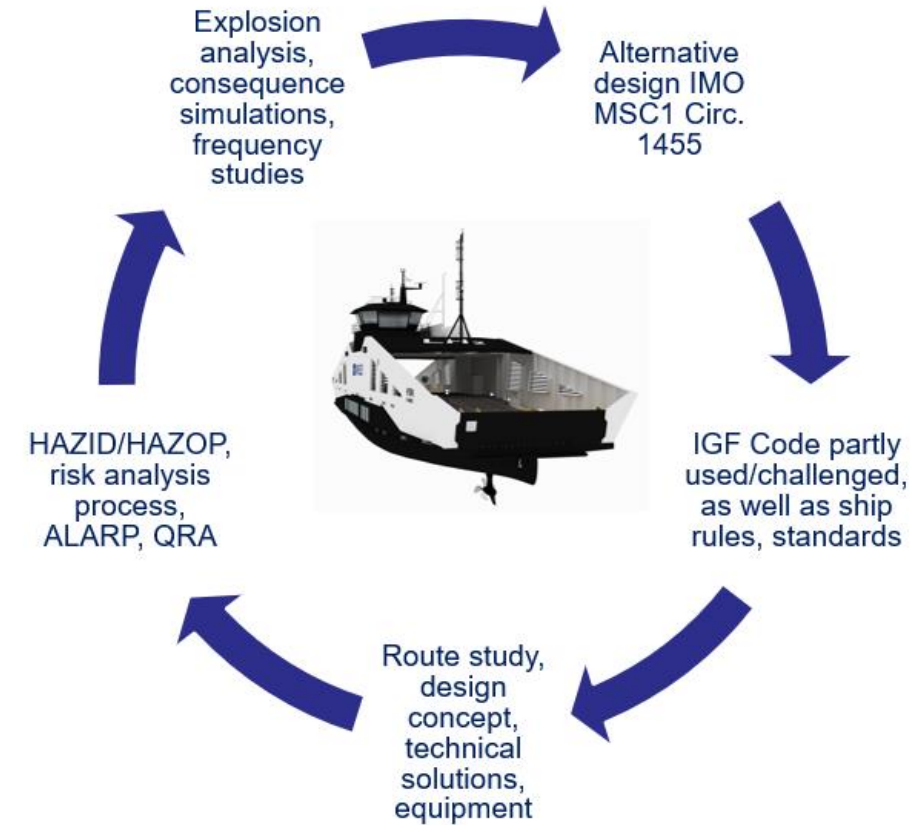 Explosion
analysis,
consequence
simulations,
frequency
studies
Alternative
design IMO
MSC1 Circ.
1455
IGF Code partly
used/challenged,
as well as ship
rules, standards
Route study,
design
concept,
technical
solutions,
equipment
HAZID/HAZOP,
risk analysis
process,
ALARP, QRA